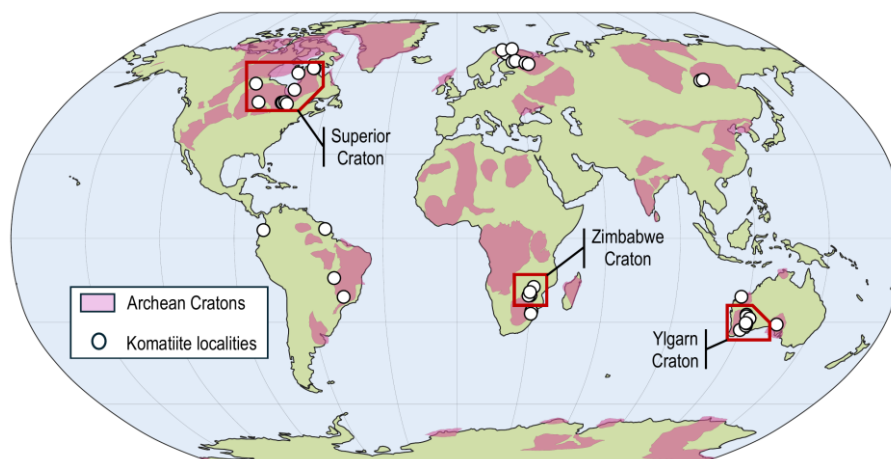 Superior
Craton
Zimbabwe
Craton
Archean Cratons
Komatiite localities
Ylgarn
Craton